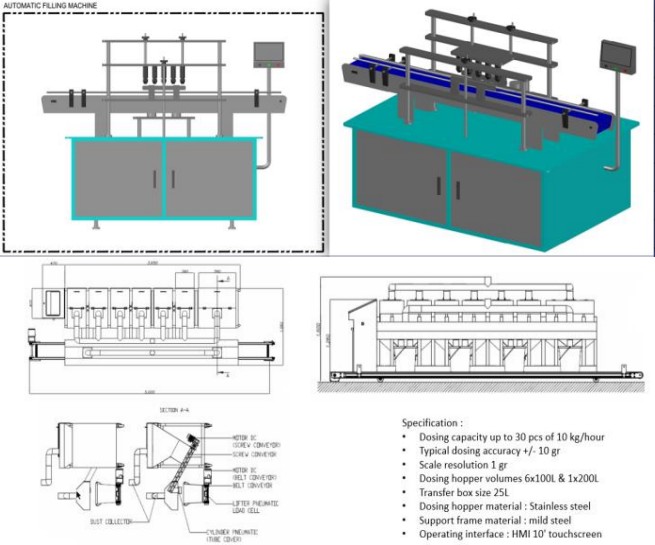 AUTOMATIC FILLING MACHINE
SECTION A-A
MOTOR DC
(SCREW CONVEYOR)
SCREW CONVEYOR
MOTOR DC
(BELT CONVEYOR)
BELT CONVEYOR
LIFTER PNEUMATIC
LOAD CELL
DUST COLLECTOR
CYLINDER PNEUMATIC
(TUBE COVER)
Specification :
• Dosing capacity up to 30 pcs of 10 kg/hour
• Typical dosing accuracy +/- 10 gr
• Scale resolution 1 gr
• Dosing hopper volumes 6x100L & 1x200L
• Transfer box size 25L
• Dosing hopper material : Stainless steel
• Support frame material : mild steel
• Operating interface : HMI 10' touchscreen